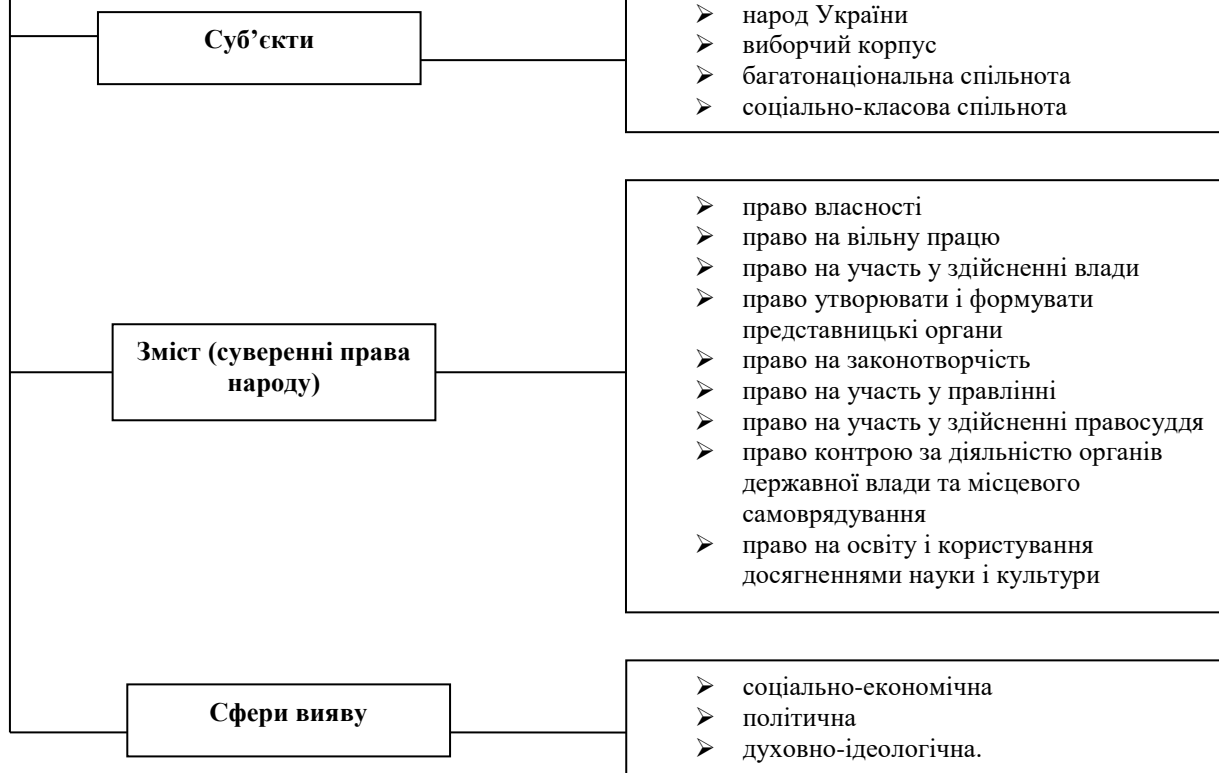 Суб’єкти
➢ народ України
➢ виборчий корпус
➢ багатонаціональна спільнота
➢ соціально-класова спільнота
Зміст (суверенні права
народу)
➢ право власності
➢ право на вільну працю
➢ право на участь у здійсненні влади
➢ право утворювати і формувати
представницькі органи
➢ право на законотворчість
➢ право на участь у правлінні
➢ право на участь у здійсненні правосуддя
➢ право контрою за діяльністю органів
державної влади та місцевого
самоврядування
➢ право на освіту і користування
досягненнями науки і культури
Сфери вияву
➢ соціально-економічна
➢ політична
➢ духовно-ідеологічна.